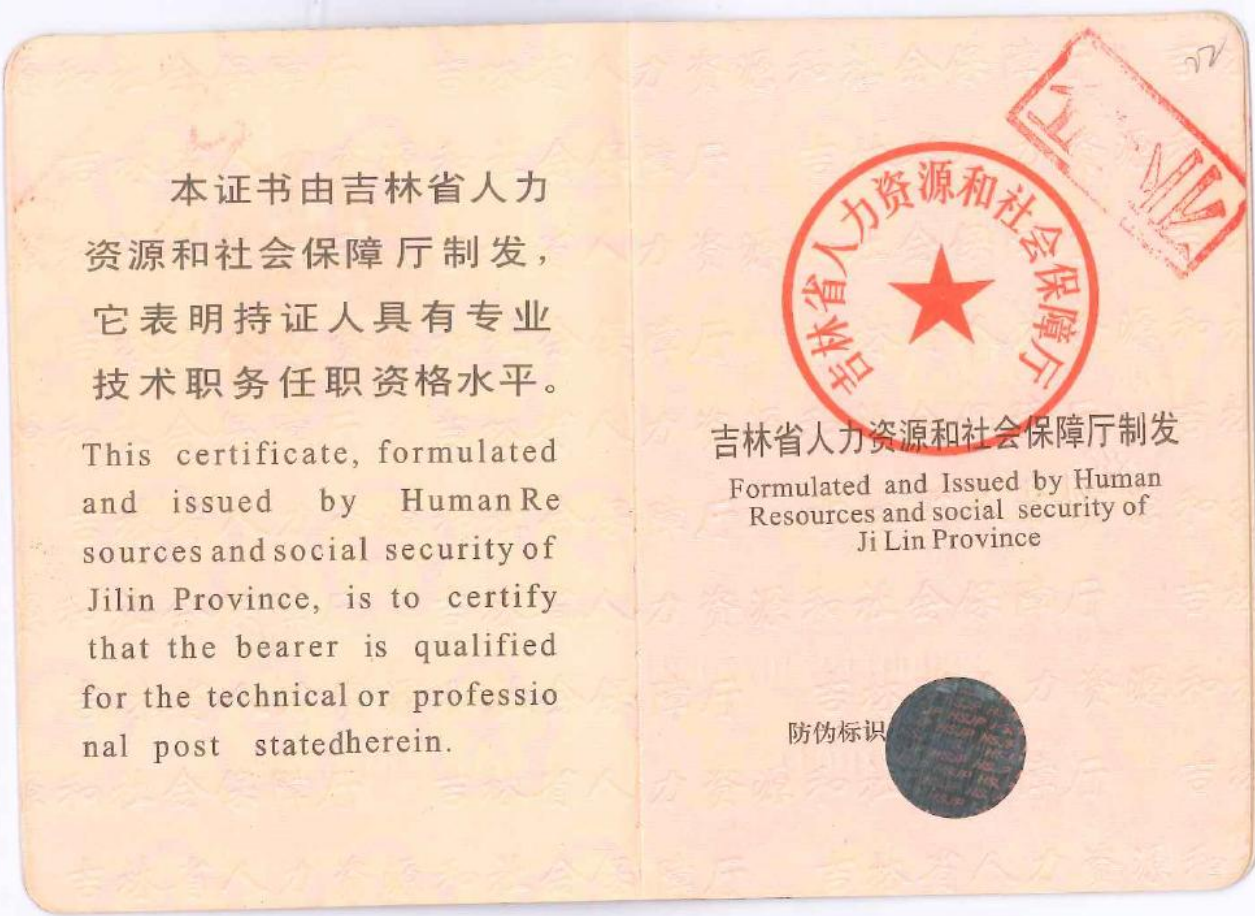 本证书由吉林省人力
资源和社会保障厅制发，
它表明持证人具有专业
技术职务任职资格水平。
This certificate, formulated
and issued by Human Re
sources and social security of
Jilin Province, is to certify
that the bearer is qualified
for the technical or professio
nal post statedherein.
吉林省人力资源和社会保障厅
吉林省人力资源和社会保障厅制发
Formulated and Issued by Human
Resources and social security of
Ji Lin Province
防伪标识